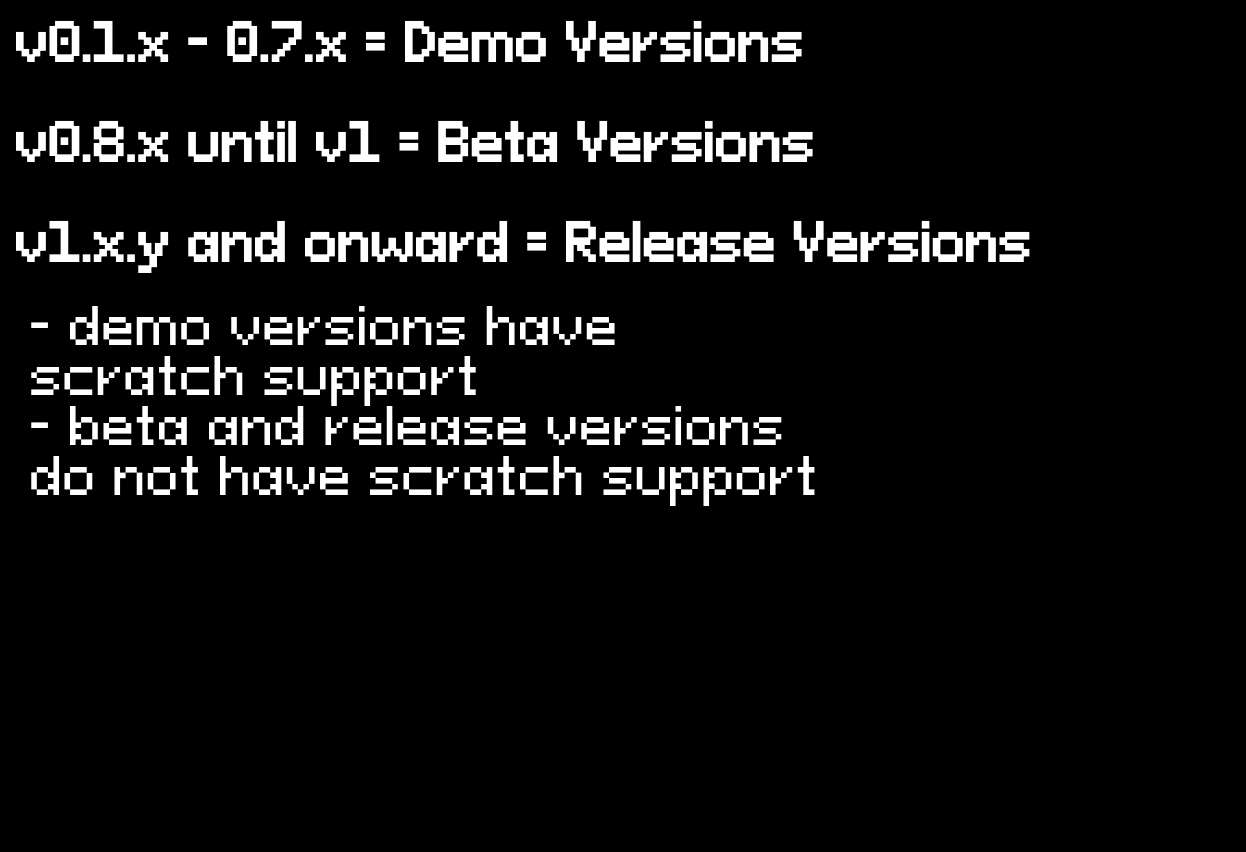 v0.1.x - 0.7.x = Demo Versions
v0.8.x until v1 = Beta Versions
v1.x.y and onward = Release Versions
- demo versions have
scratch support
- beta and release versions
do not have scratch support